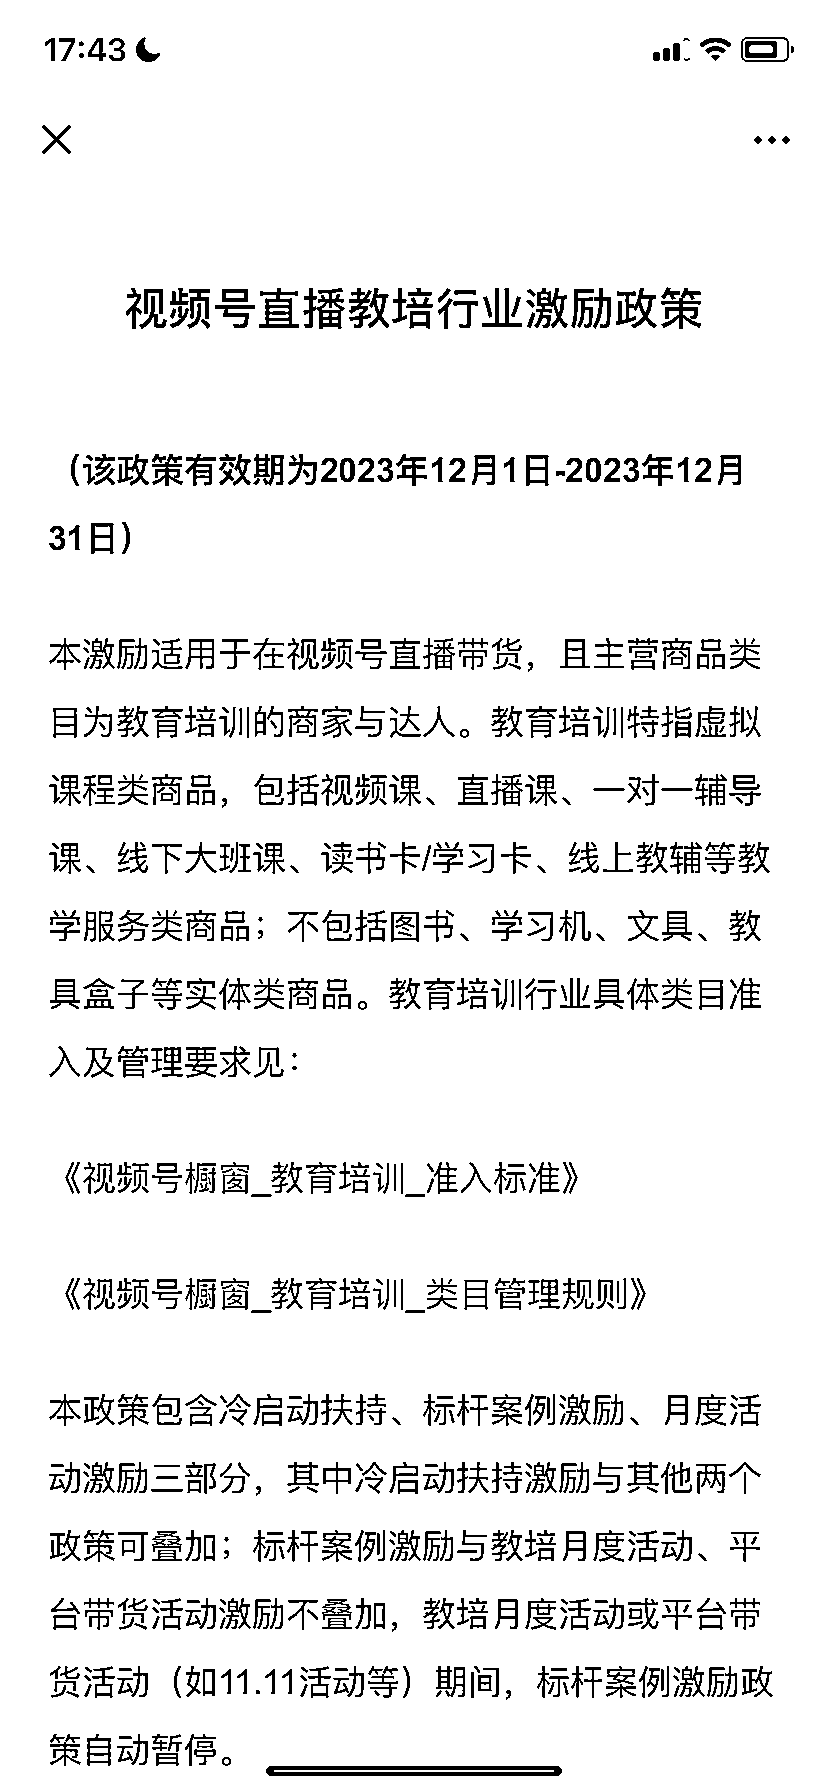 17:43
视频号直播教培行业激励政策
（该政策有效期为2023年12月1日-2023年12月
31日）
本激励适用于在视频号直播带货，且主营商品类
目为教育培训的商家与达人。教育培训特指虚拟
课程类商品，包括视频课、直播课、一对一辅导
课、线下大班课、读书卡/学习卡、线上教辅等教
学服务类商品；不包括图书、学习机、文具、教
具盒子等实体类商品。教育培训行业具体类目准
入及管理要求见：
《视频号橱窗_教育培训_准入标准》
《视频号橱窗_教育培训_类目管理规则》
本政策包含冷启动扶持、标杆案例激励、月度活
动激励三部分，其中冷启动扶持激励与其他两个
政策可叠加；标杆案例激励与教培月度活动、平
台带货活动激励不叠加，教培月度活动或平台带
货活动（如11.11活动等）期间，标杆案例激励政
策自动暂停。